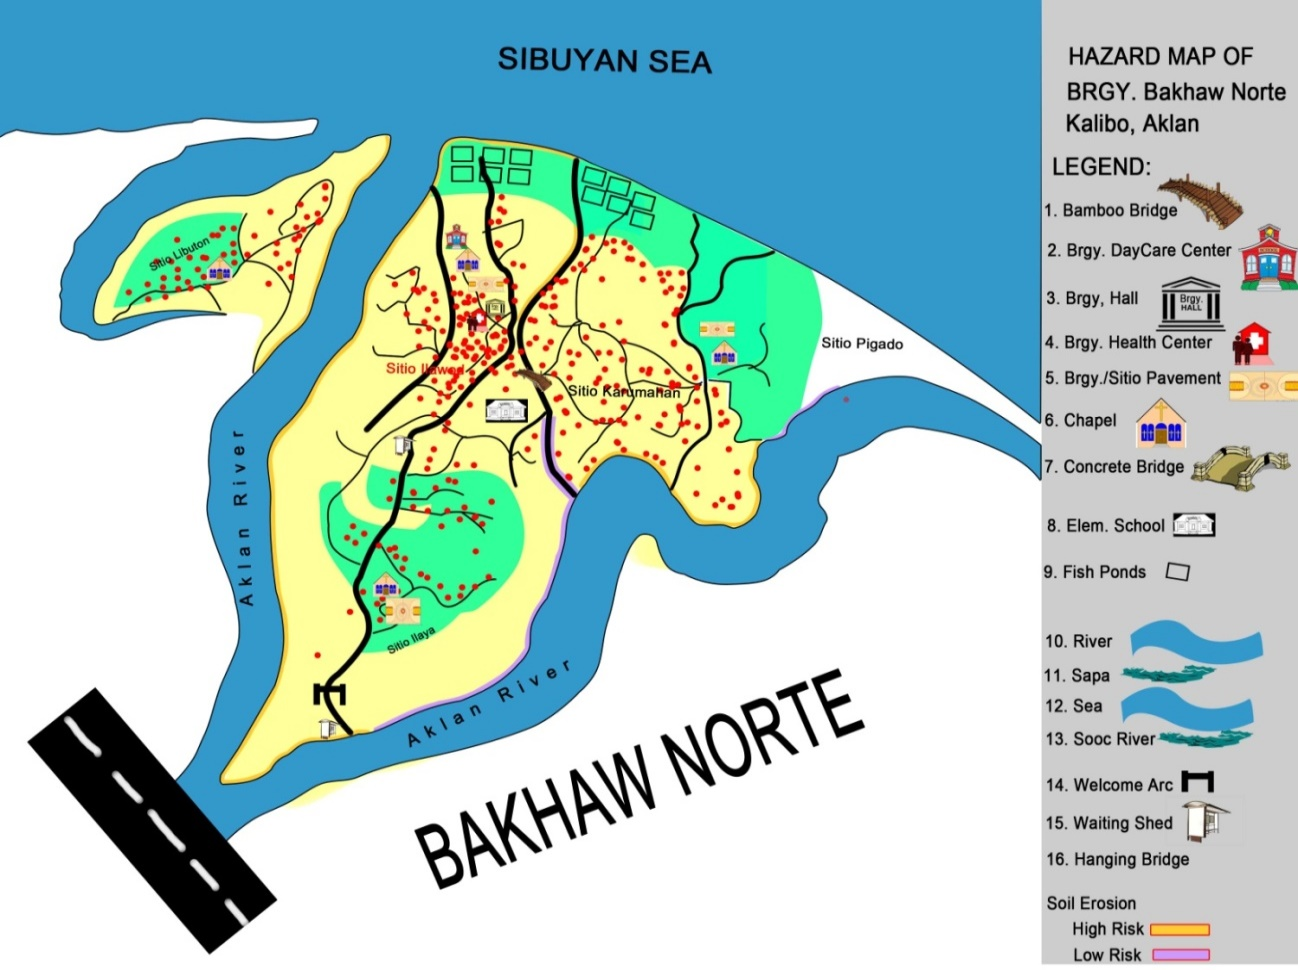 SIBUYAN SEA
Sitio Libuton
Sitio Ilawod
Sitio Karumahan
Sitio Pigado
Sitio Ilaya
Aklan River
Aklan River
BAKHAW NORTE
HAZARD MAP OF
BRGY. Bakhaw Norte
Kalibo, Aklan
LEGEND:
1. Bamboo Bridge
2. Brgy. DayCare Center
3. Brgy, Hall
Brgy.
HALL
4. Brgy. Health Center
5. Brgy./Sitio Pavement
6. Chapel
7. Concrete Bridge
8. Elem. School
9. Fish Ponds
10. River
11. Sapa
12. Sea
13. Sooc River
14. Welcome Arc
15. Waiting Shed
16. Hanging Bridge
Soil Erosion
High Risk
Low Risk